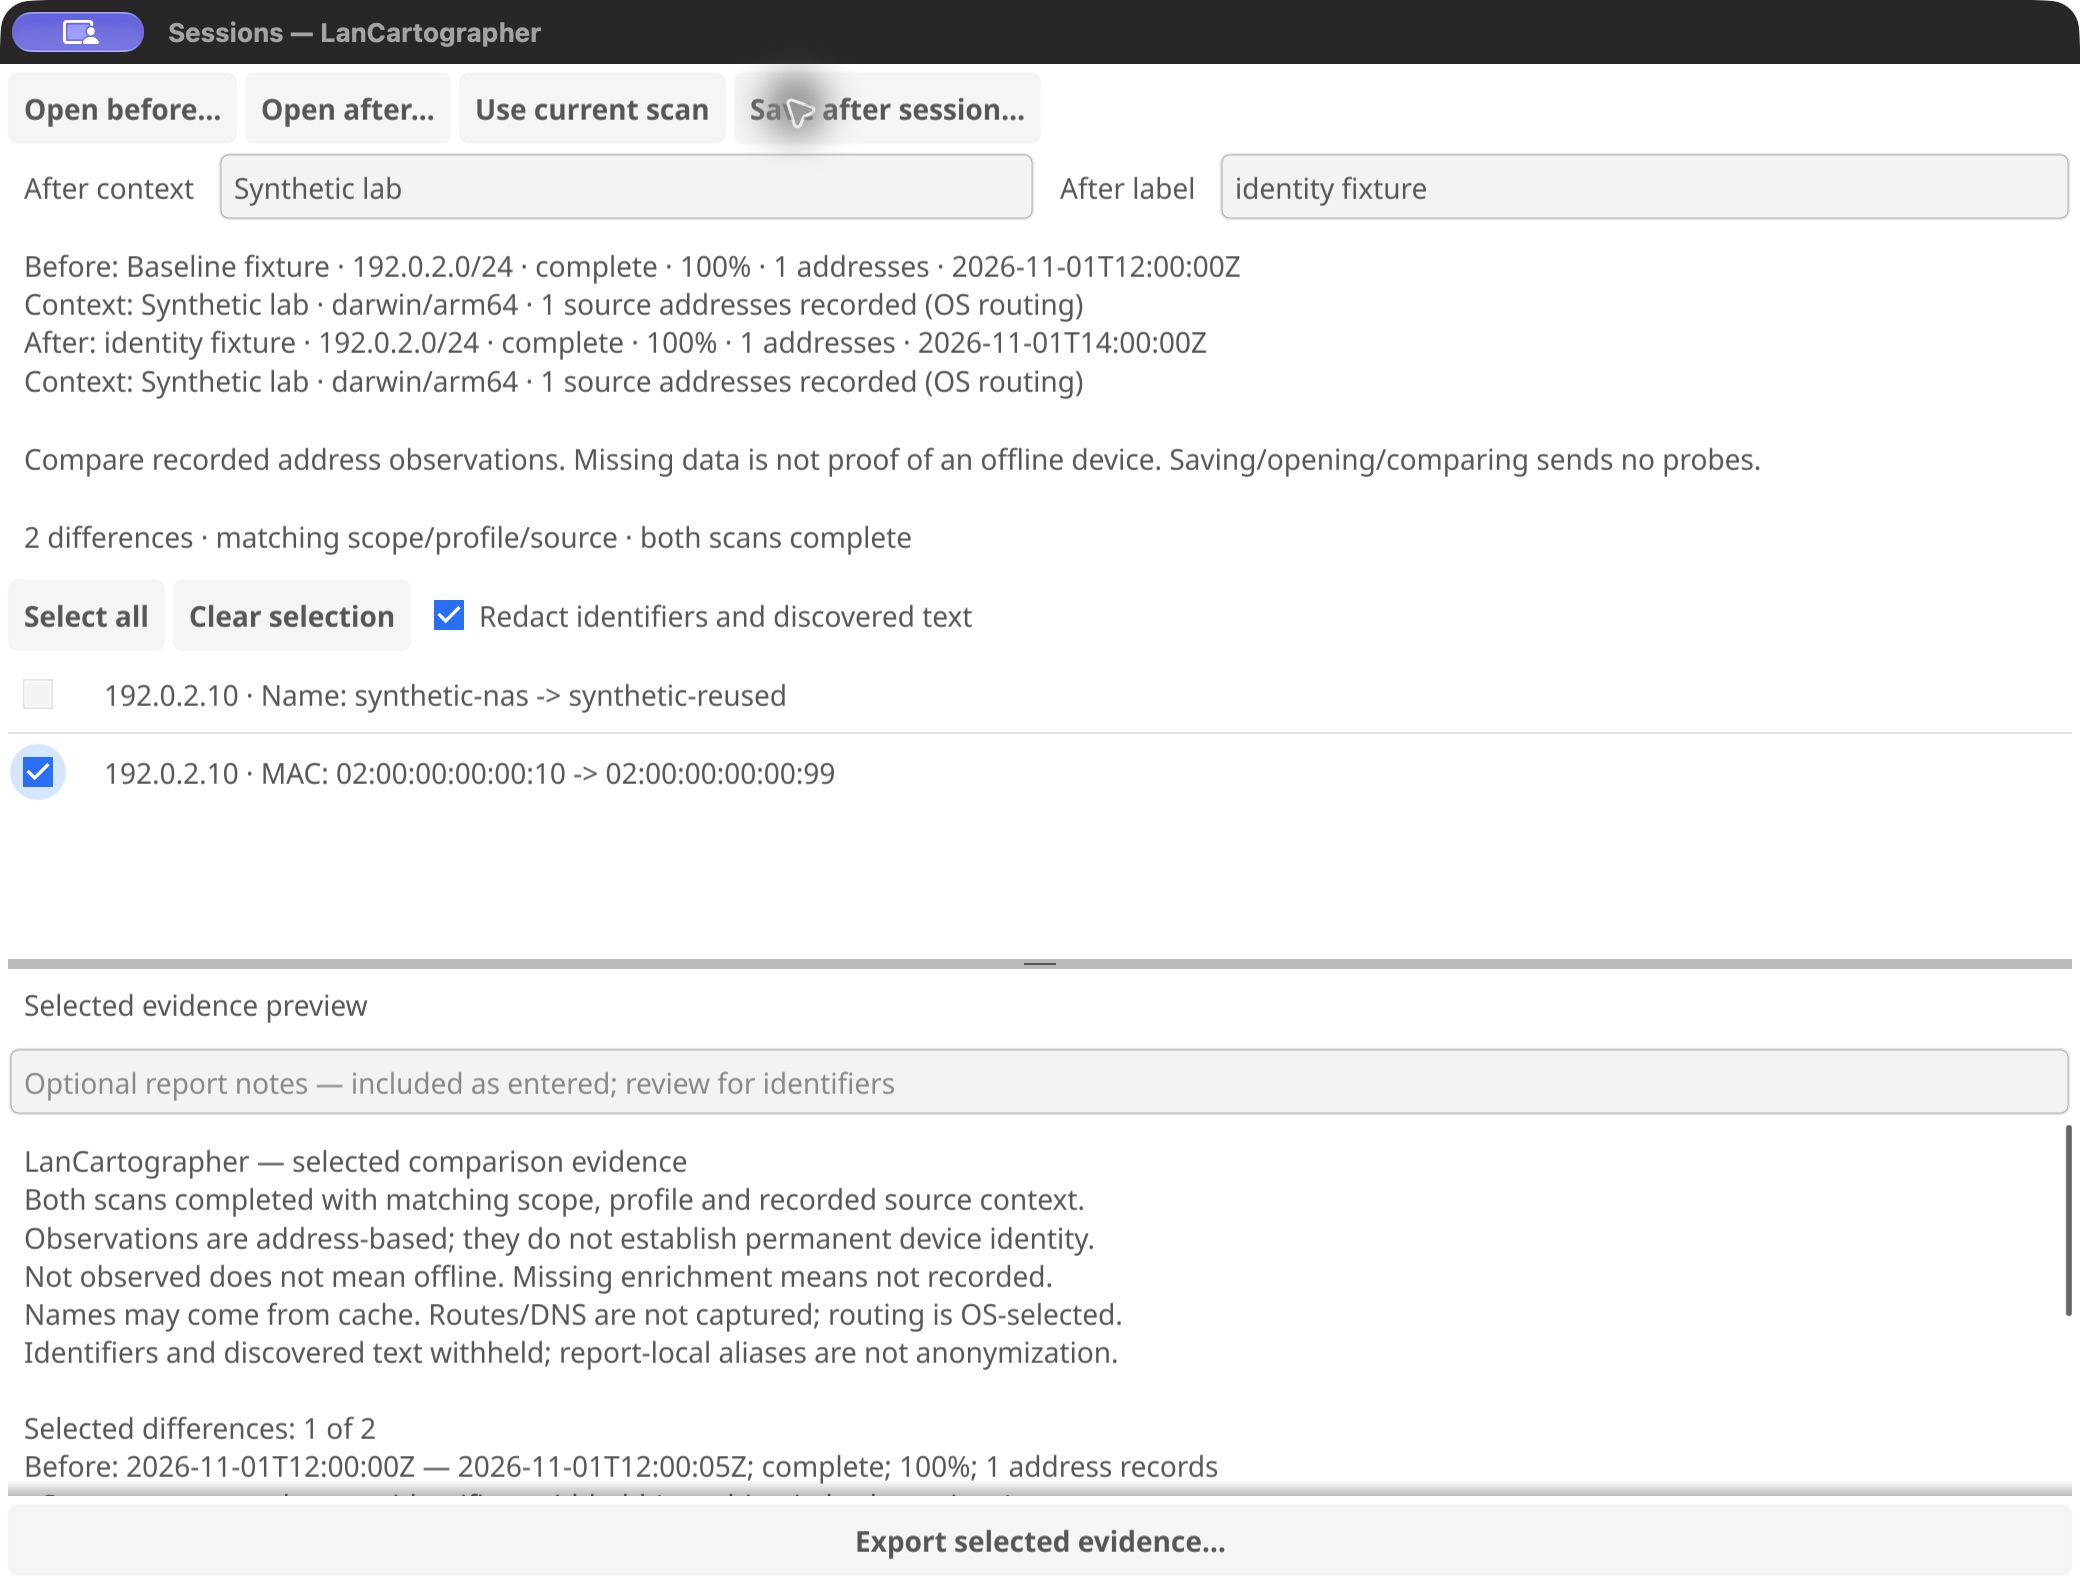 Sessions — LanCartographer
Open before... Open after... Use current scan after session...
After context Synthetic lab After label identity fixture
Before: Baseline fixture · 192.0.2.0/24 · complete · 100% · 1 addresses · 2026-11-01T12:00:00Z
Context: Synthetic lab · darwin/arm64 · 1 source addresses recorded (OS routing)
After: identity fixture · 192.0.2.0/24 · complete · 100% · 1 addresses · 2026-11-01T14:00:00Z
Context: Synthetic lab · darwin/arm64 · 1 source addresses recorded (OS routing)
Compare recorded address observations. Missing data is not proof of an offline device. Saving/opening/comparing sends no probes.
2 differences · matching scope/profile/source · both scans complete
Select all Clear selection Redact identifiers and discovered text
192.0.2.10 · Name: synthetic-nas -> synthetic-reused
192.0.2.10 · MAC: 02:00:00:00:00:10 -> 02:00:00:00:00:99
Selected evidence preview
Optional report notes — included as entered; review for identifiers
LanCartographer — selected comparison evidence
Both scans completed with matching scope, profile and recorded source context.
Observations are address-based; they do not establish permanent device identity.
Not observed does not mean offline. Missing enrichment means not recorded.
Names may come from cache. Routes/DNS are not captured; routing is OS-selected.
Identifiers and discovered text withheld; report-local aliases are not anonymization.
Selected differences: 1 of 2
Before: 2026-11-01T12:00:00Z — 2026-11-01T12:00:05Z; complete; 100%; 1 address records
Export selected evidence...